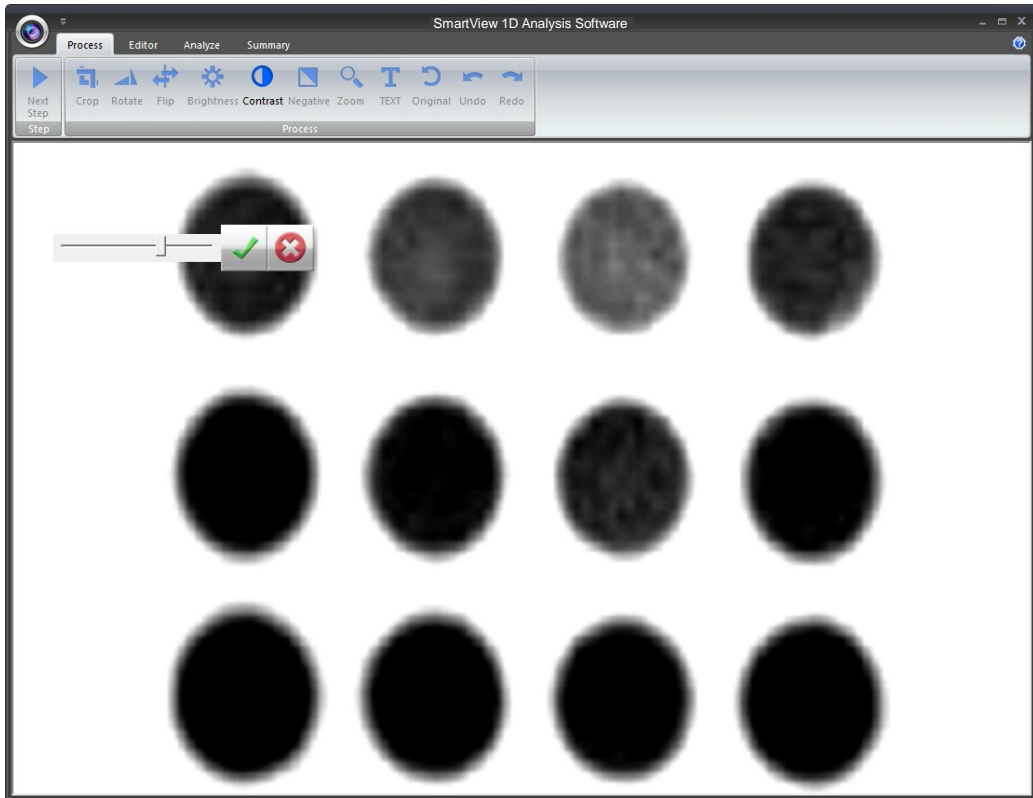 SmartView 1D Analysis Software
Process Editor Analyze Summary
Next Step Crop Rotate Flip Brightness Contrast Negative Zoom TEXT Original Undo Redo
Step Process